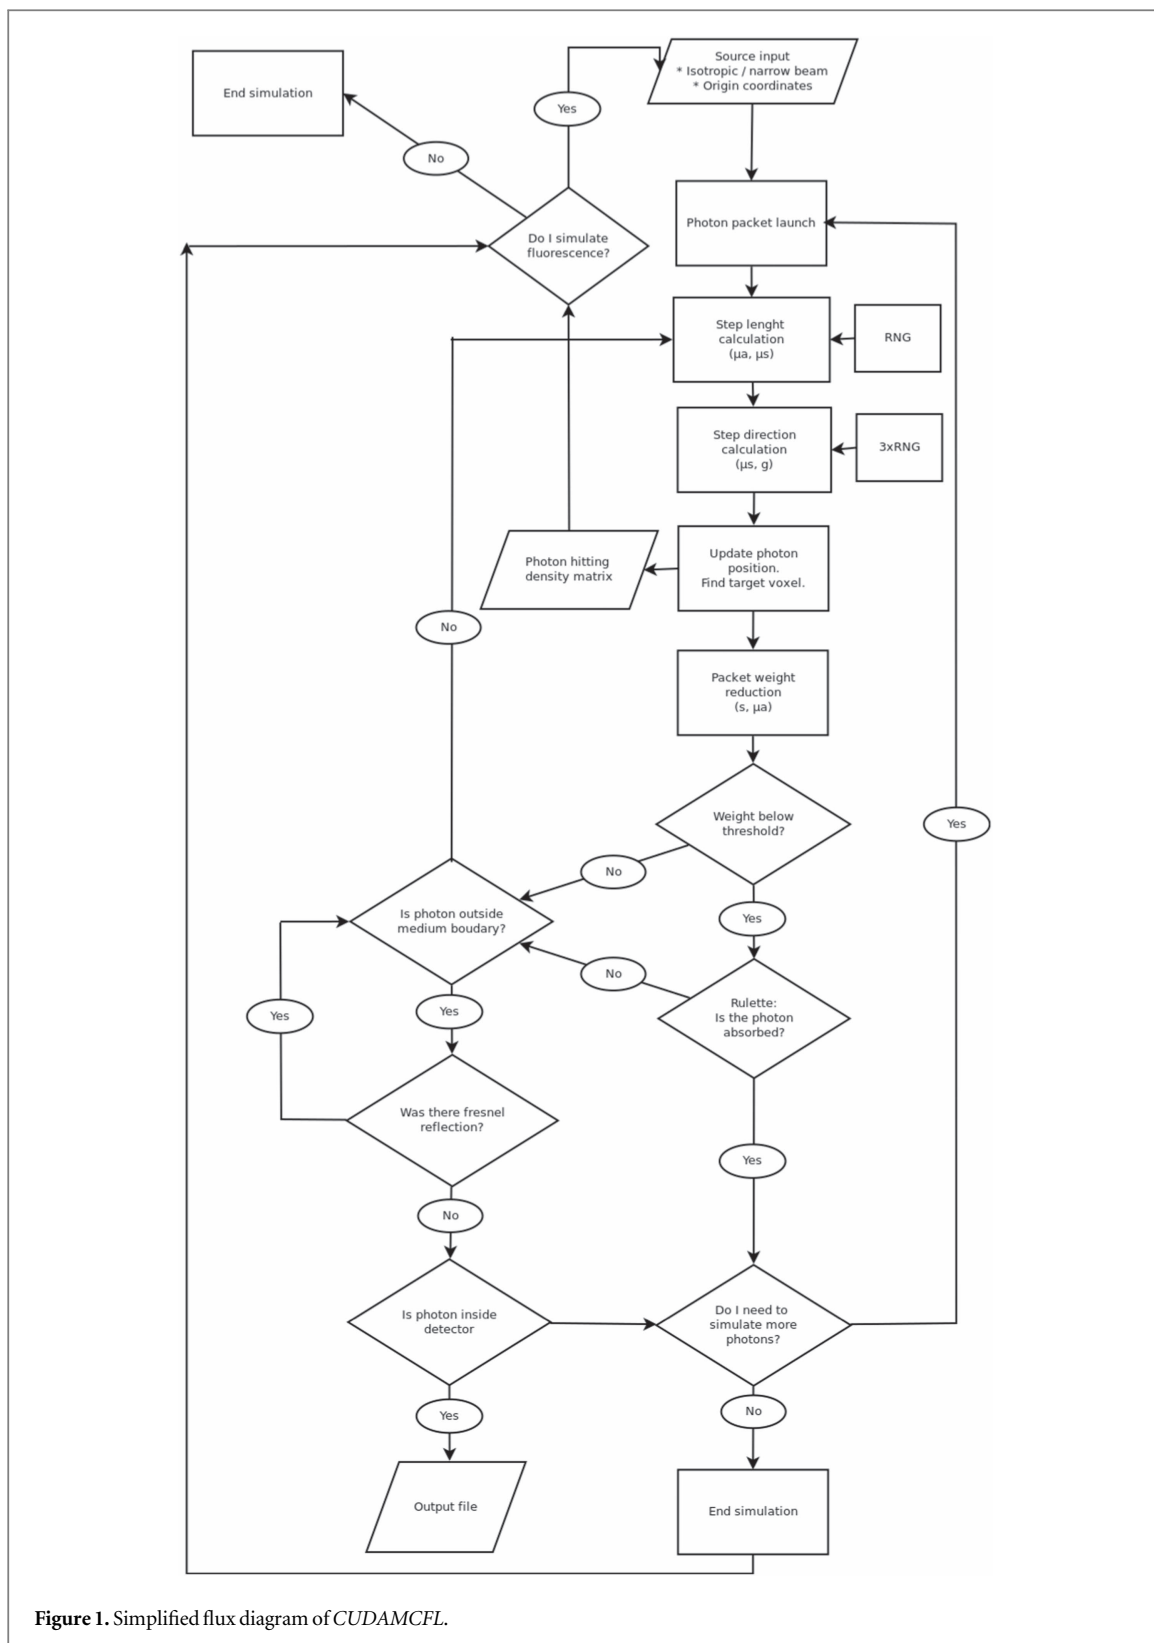 Source input
* Isotropic / narrow beam
* Origin coordinates
End simulation
Yes
No
Photon packet launch
Do I simulate
fluorescence?
Step lenght
calculation
(μa, μs)
RNG
Step direction
calculation
(μs, g)
3xRNG
Update photon
position.
Find target voxel.
Photon hitting
density matrix
No
Packet weight
reduction
(s, μa)
Weight below
threshold?
Yes
No
Yes
Is photon outside
medium boudary?
No
Rulette:
Is the photon
absorbed?
Yes
Yes
Was there fresnel
reflection?
Yes
No
Is photon inside
detector
Do I need to
simulate more
photons?
Yes
No
Output file
End simulation
Figure 1. Simplified flux diagram of CUDAMCFL.